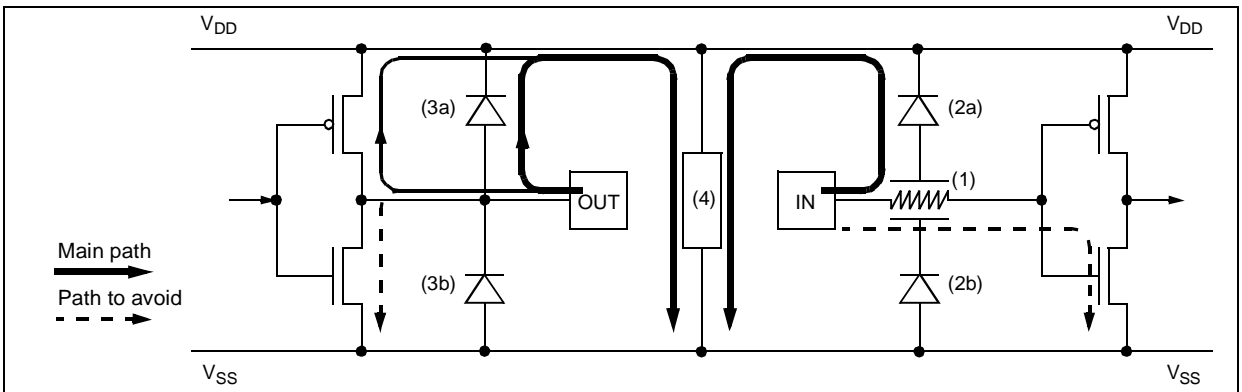 VDD VDD
(3a) (2a)
(1)
OUT (4) IN
Main path
(3b) (2b)
Path to avoid
VSS VSS